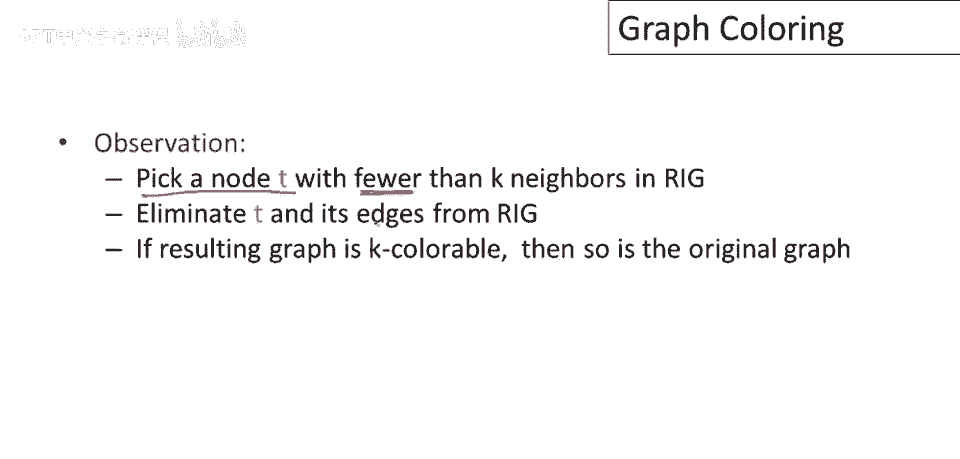 Graph Coloring
• Observation:
– Pick a node t with fewer than k neighbors in RIG
– Eliminate t and its edges from RIG
– If resulting graph is k-colorable, then so is the original graph